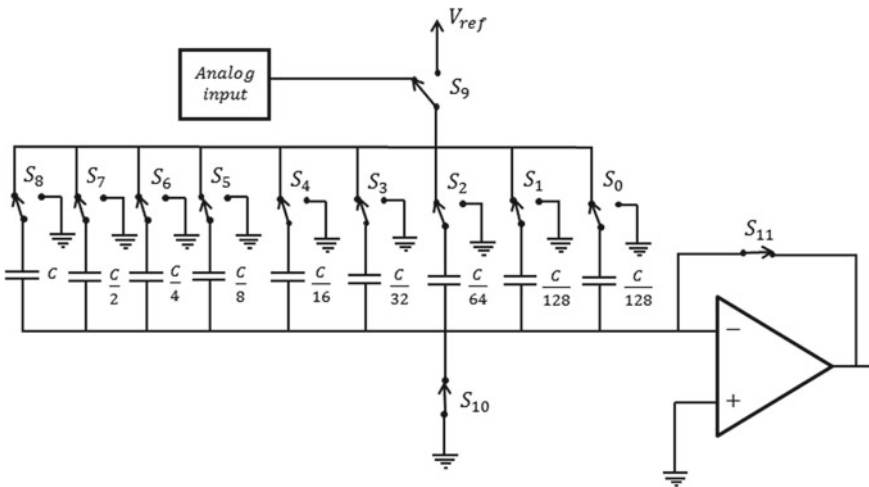 V_ref
Analog
input
S_9
S_8 S_7 S_6 S_5 S_4 S_3 S_2 S_1 S_0
S_11
C C/2 C/4 C/8 C/16 C/32 C/64 C/128 C/128
−
+
S_10